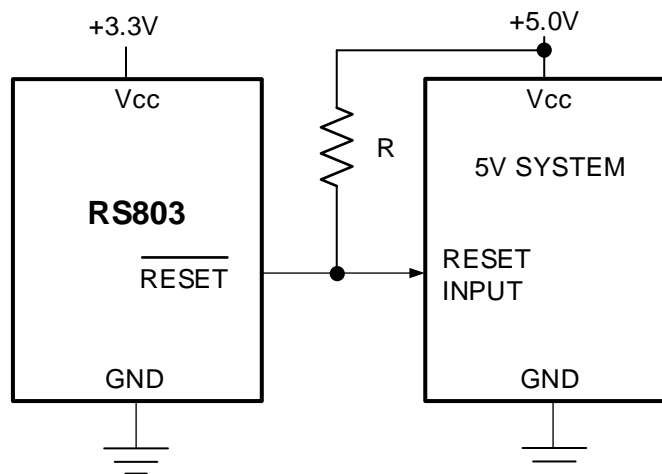 +3.3V
+5.0V
Vcc
Vcc
R
5V SYSTEM
RS803
RESET
RESET
INPUT
GND
GND